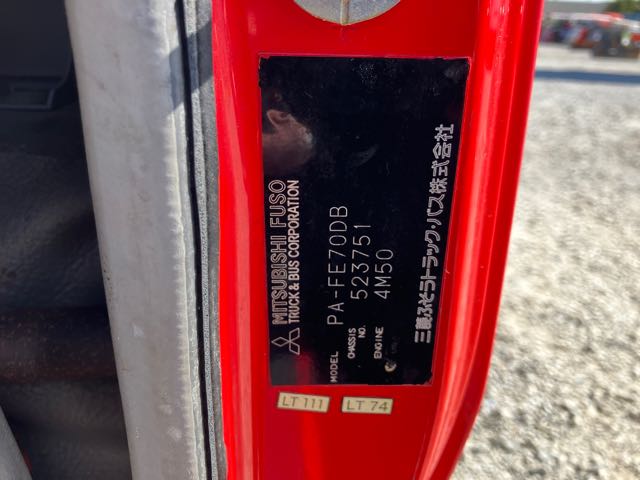 MITSUBISHI FUSO
TRUCK & BUS CORPORATION
MODEL PA-FE70DB
CHASSIS NO. 523751
ENGINE 4M50
三菱ふそうトラック・バス株式会社
LT 111
LT 74